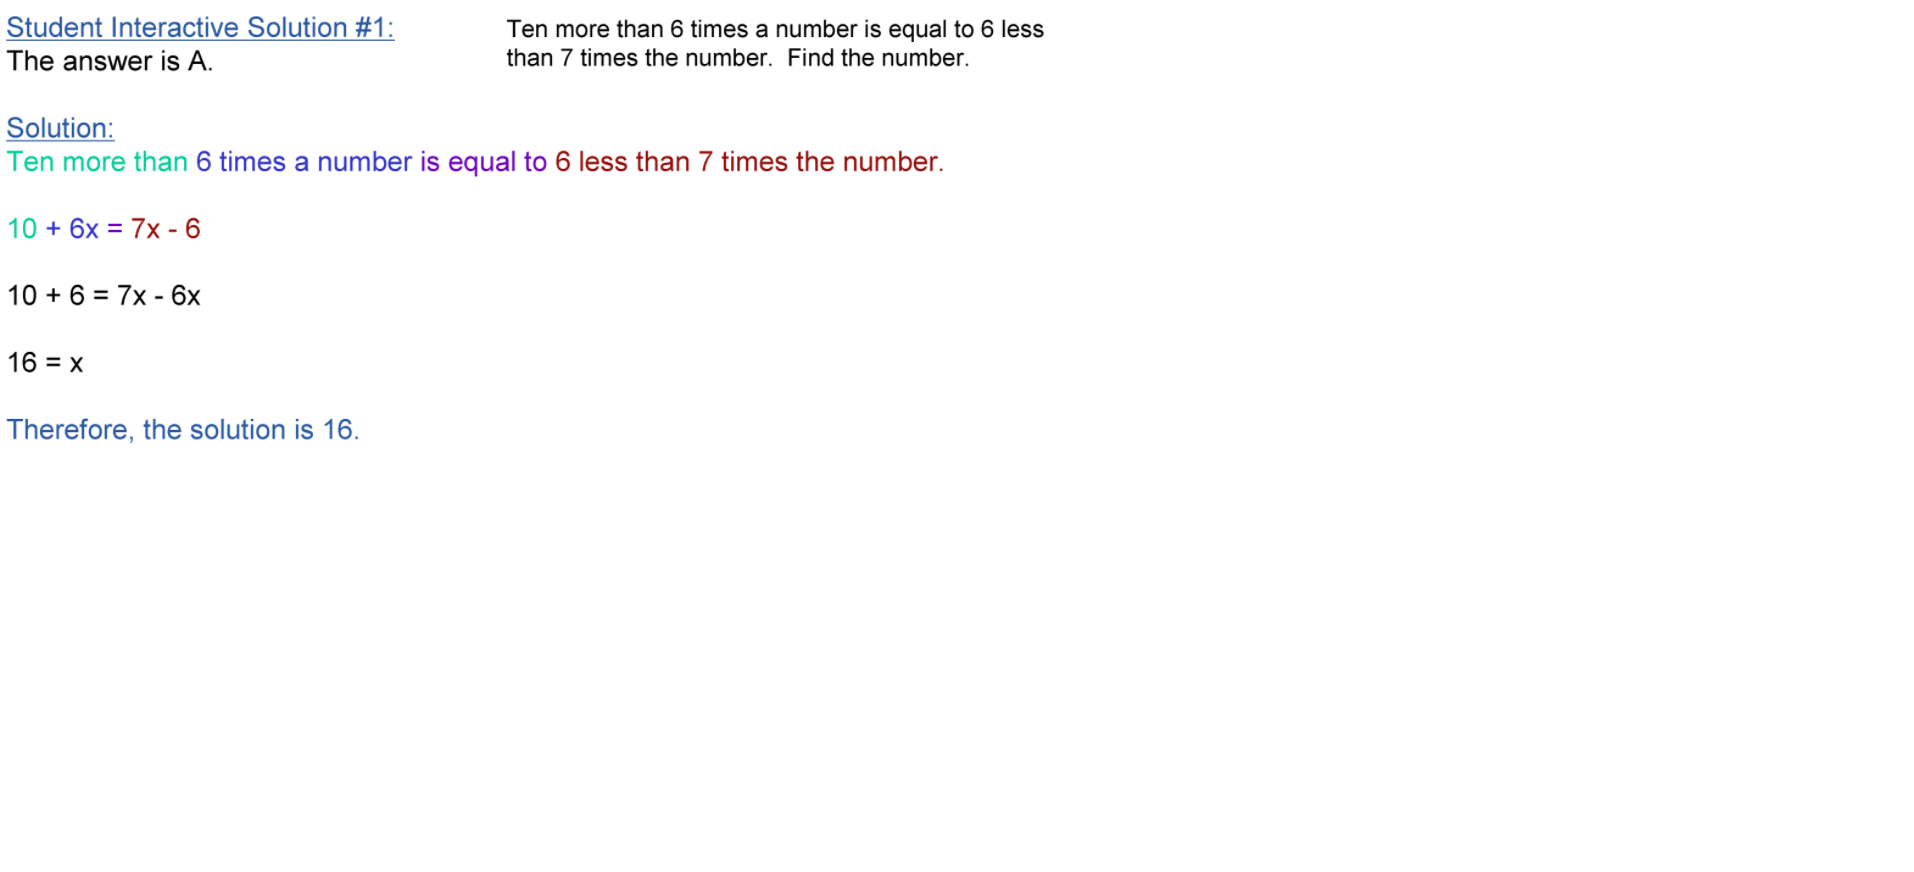 Student Interactive Solution #1:
The answer is A.
Ten more than 6 times a number is equal to 6 less
than 7 times the number.  Find the number.
Solution:
Ten more than 6 times a number is equal to 6 less than 7 times the number.
10 + 6x = 7x - 6
10 + 6 = 7x - 6x
16 = x
Therefore, the solution is 16.